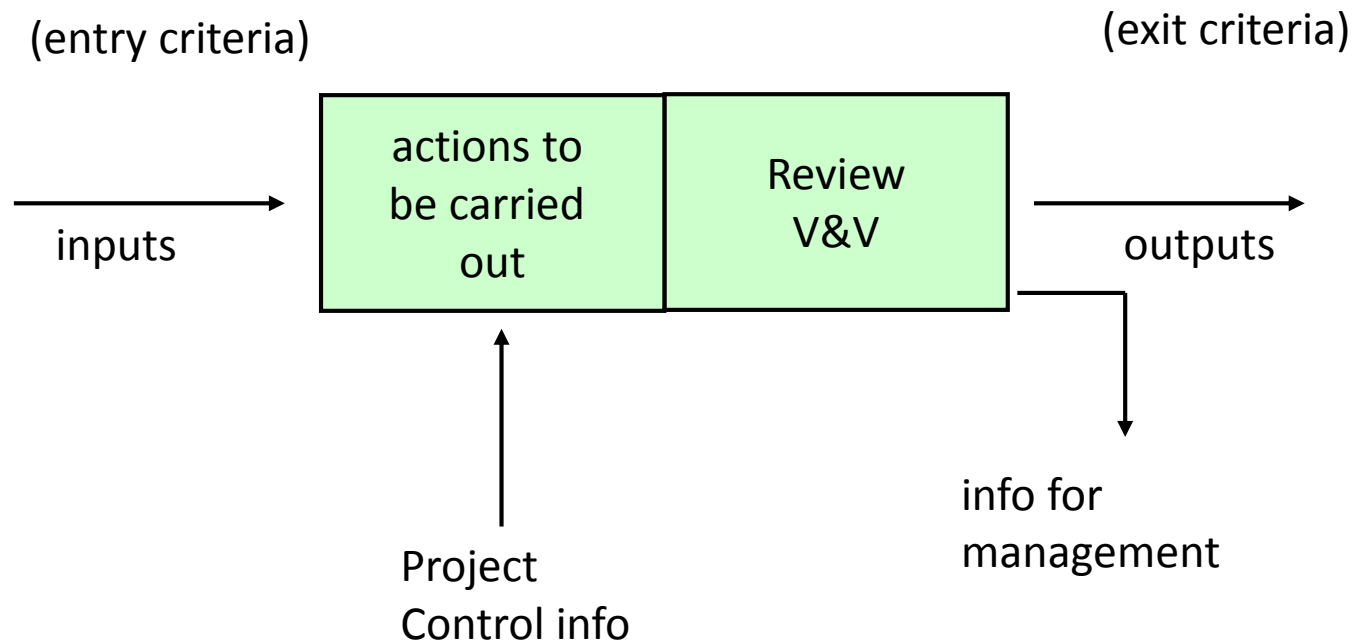 (entry criteria)
(exit criteria)
actions to
be carried
out
Review
V&V
inputs
outputs
info for
management
Project
Control info